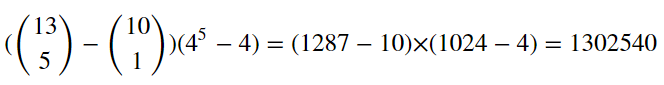 (\binom{13}{5} − \binom{10}{1})(4^5 − 4) = (1287 − 10)×(1024 − 4) = 1302540